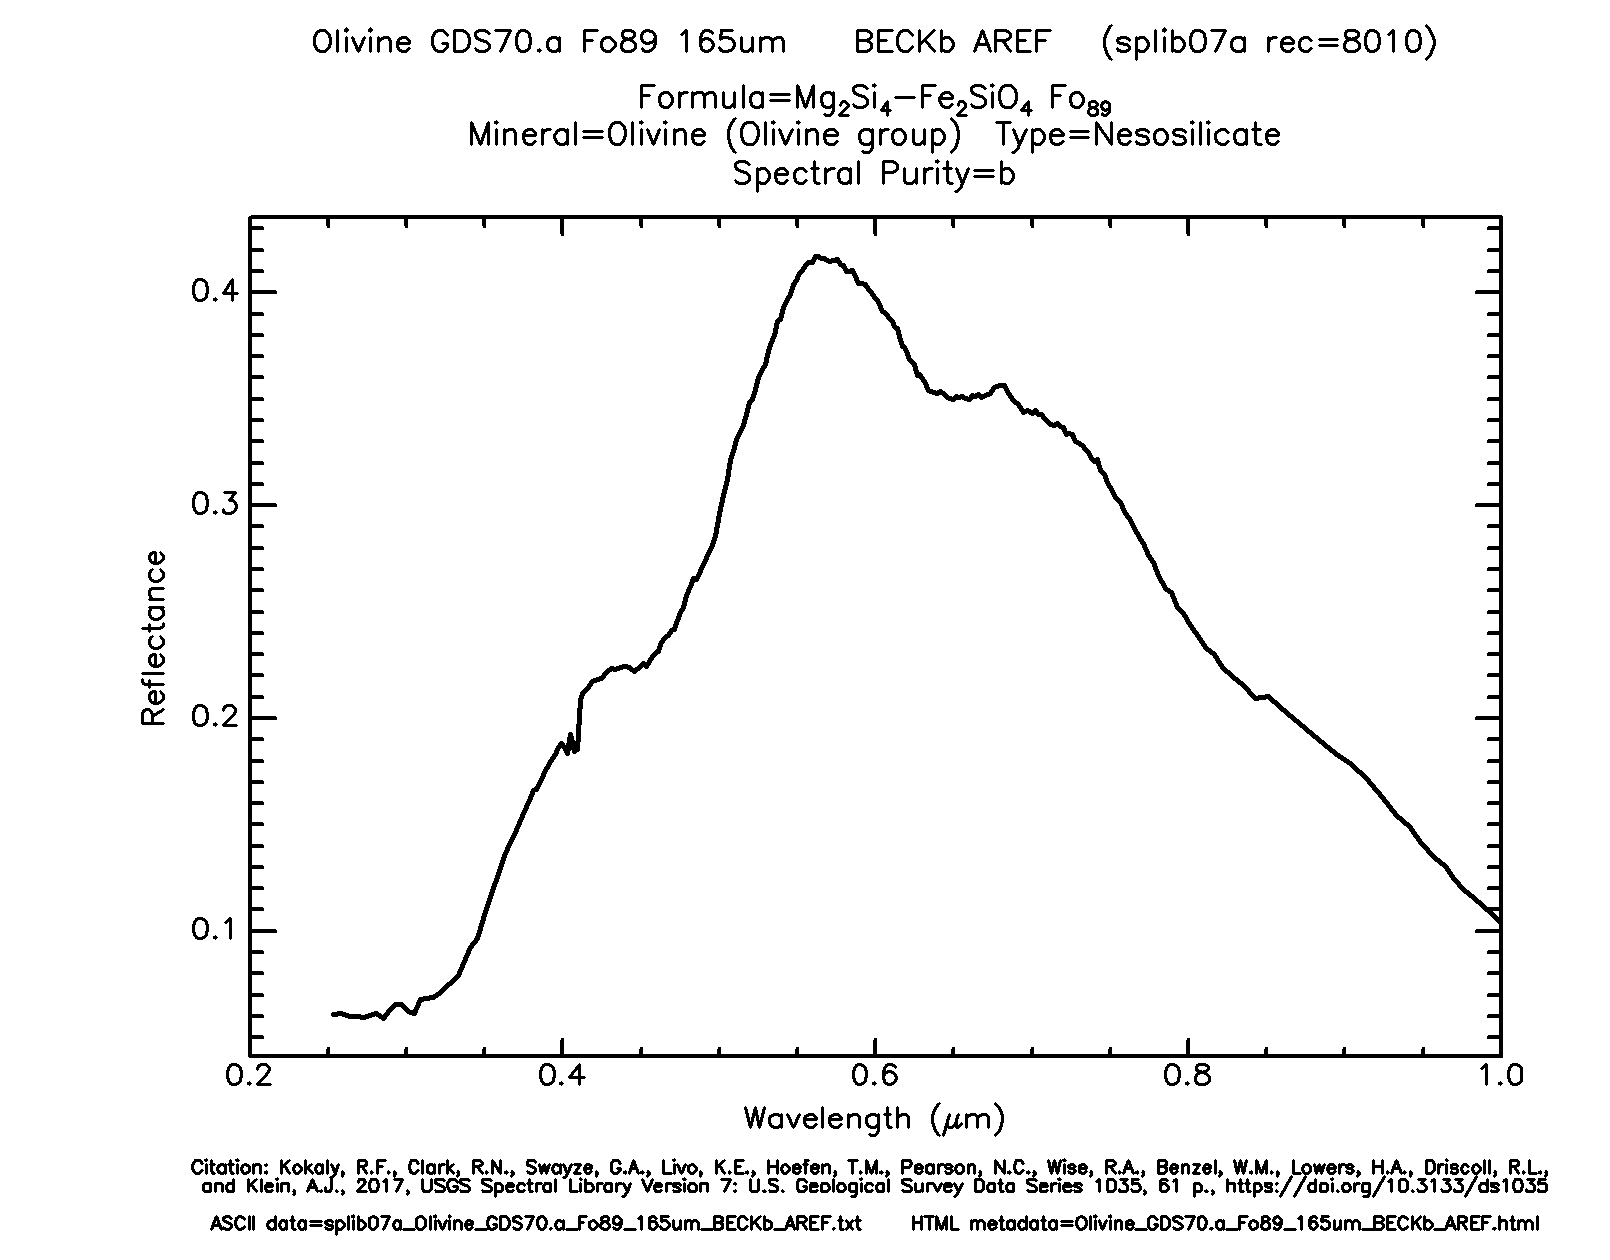 Olivine GDS70.a Fo89 165um BECKb AREF (splib07a rec=8010)
Formula=Mg₂Si₄−Fe₂SiO₄ Fo₈₉
Mineral=Olivine (Olivine group) Type=Nesosilicate
Spectral Purity=b
0.4
0.3
0.2
0.1
Reflectance
0.2 0.4 0.6 0.8 1.0
Wavelength (μm)
Citation: Kokaly, R.F., Clark, R.N., Swayze, G.A., Livo, K.E., Hoefen, T.M., Pearson, N.C., Wise, R.A., Benzel, W.M., Lowers, H.A., Driscoll, R.L.,
and Klein, A.J., 2017, USGS Spectral Library Version 7: U.S. Geological Survey Data Series 1035, 61 p., https://doi.org/10.3133/ds1035
ASCII data=splib07a_Olivine_GDS70.a_Fo89_165um_BECKb_AREF.txt HTML metadata=Olivine_GDS70.a_Fo89_165um_BECKb_AREF.html